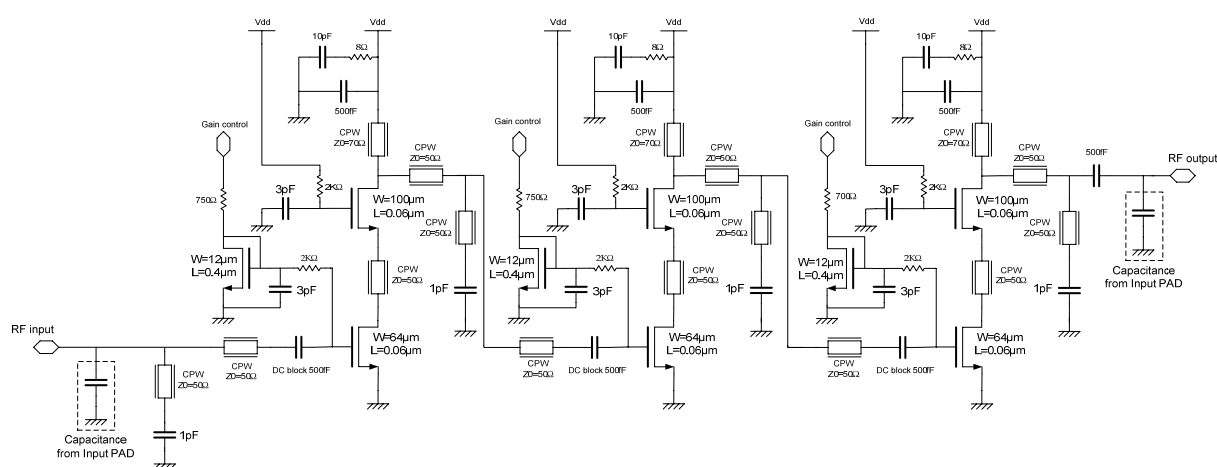 Vdd
Vdd
10pF
8Ω
500fF
Gain control
CPW
Z0=70Ω
CPW
Z0=50Ω
750Ω
3pF
2KΩ
W=100µm
L=0.06µm
CPW
Z0=50Ω
W=12µm
L=0.4µm
2KΩ
3pF
CPW
Z0=50Ω
1pF
RF input
W=64µm
L=0.06µm
CPW
Z0=50Ω
DC block 500fF
CPW
Z0=50Ω
1pF
Capacitance
from Input PAD
Vdd
Vdd
10pF
8Ω
500fF
Gain control
CPW
Z0=70Ω
CPW
Z0=50Ω
750Ω
3pF
2KΩ
W=100µm
L=0.06µm
CPW
Z0=50Ω
W=12µm
L=0.4µm
2KΩ
3pF
CPW
Z0=50Ω
1pF
W=64µm
L=0.06µm
CPW
Z0=50Ω
DC block 500fF
Vdd
Vdd
10pF
8Ω
500fF
Gain control
CPW
Z0=70Ω
CPW
Z0=50Ω
500fF
RF output
700Ω
3pF
2KΩ
W=100µm
L=0.06µm
CPW
Z0=50Ω
Capacitance
from Input PAD
W=12µm
L=0.4µm
2KΩ
3pF
CPW
Z0=50Ω
1pF
W=64µm
L=0.06µm
CPW
Z0=50Ω
DC block 500fF